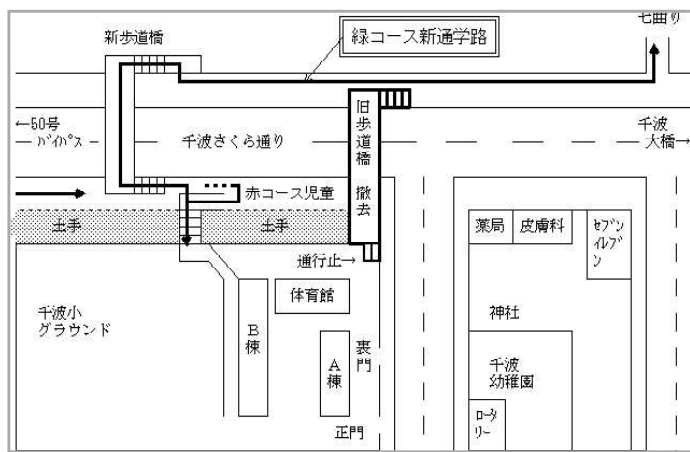 七曲り
新歩道橋
緑コース新通学路
←50号
ﾊﾞｲﾊﾟｽ
千波さくら通り
旧歩道橋 撤去
千波
大橋→
赤コース児童
土手
土手
通行止→
薬局
皮膚科
ｾﾌﾞﾝ
ｲﾚﾌﾞ
ﾝ
体育館
千波小
グラウンド
B棟
A棟
裏門
正門
神社
千波
幼稚園
ﾛｰﾀ
ﾘｰ